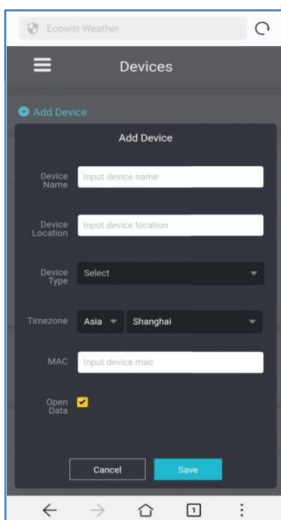 Ecowitt Weather
Devices
Add Device
Add Device
Device Name
Input device name
Device Location
Input device location
Device Type
Select
Timezone
Asia
Shanghai
MAC
Input device mac
Open Data
Cancel
Save
1